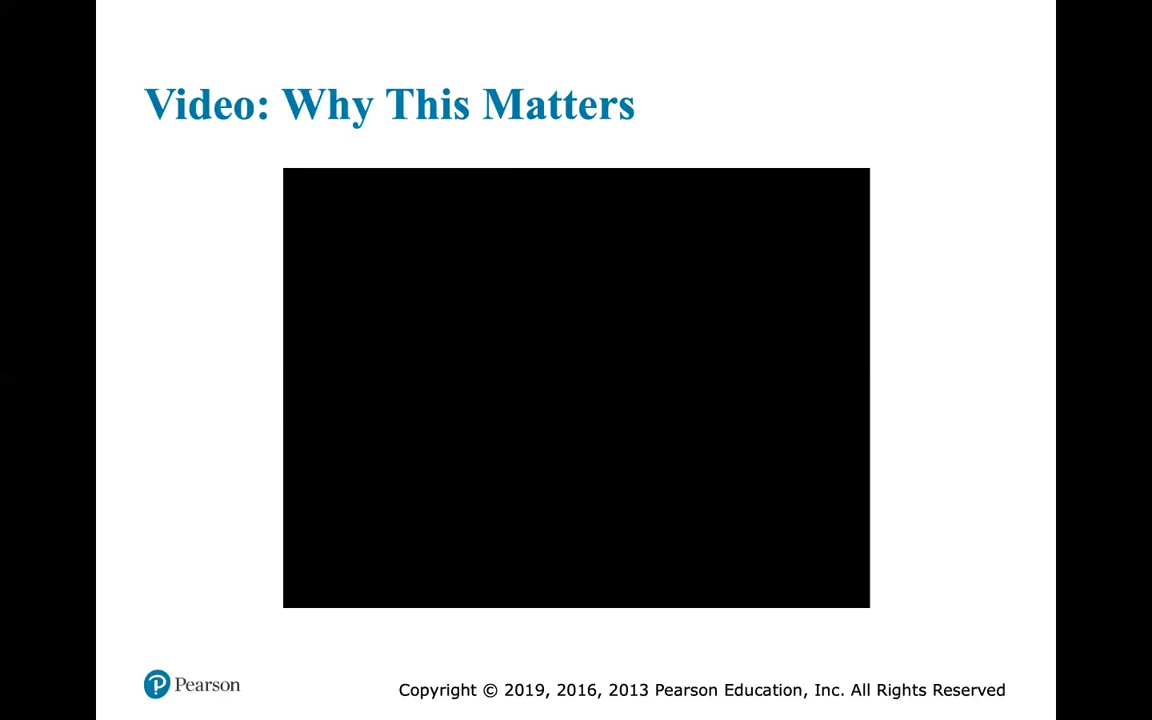 Video: Why This Matters
Pearson
Copyright © 2019, 2016, 2013 Pearson Education, Inc. All Rights Reserved